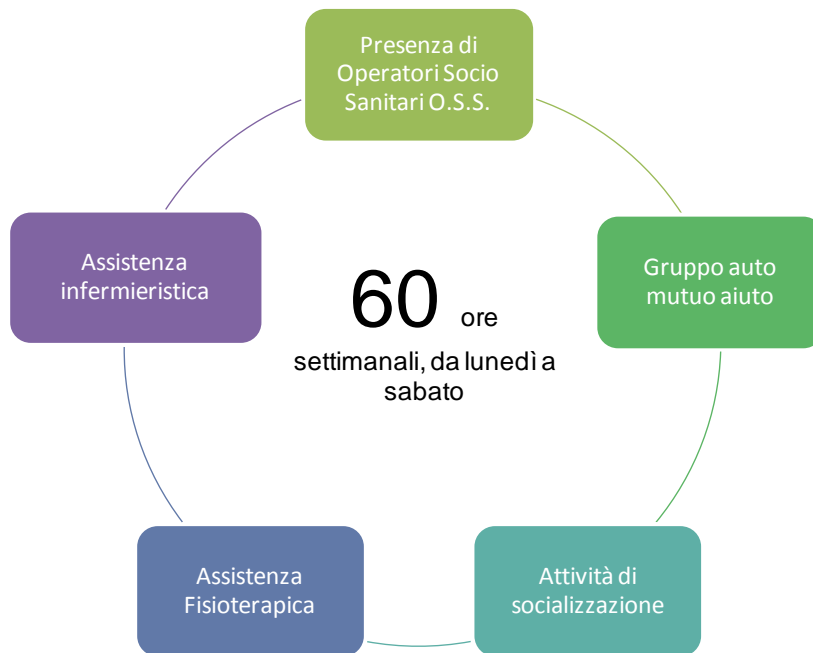 Presenza di
Operatori Socio
Sanitari O.S.S.
Gruppo auto
mutuo aiuto
Attività di
socializzazione
Assistenza
Fisioterapica
Assistenza
infermieristica
60 ore
settimanali, da lunedì a
sabato